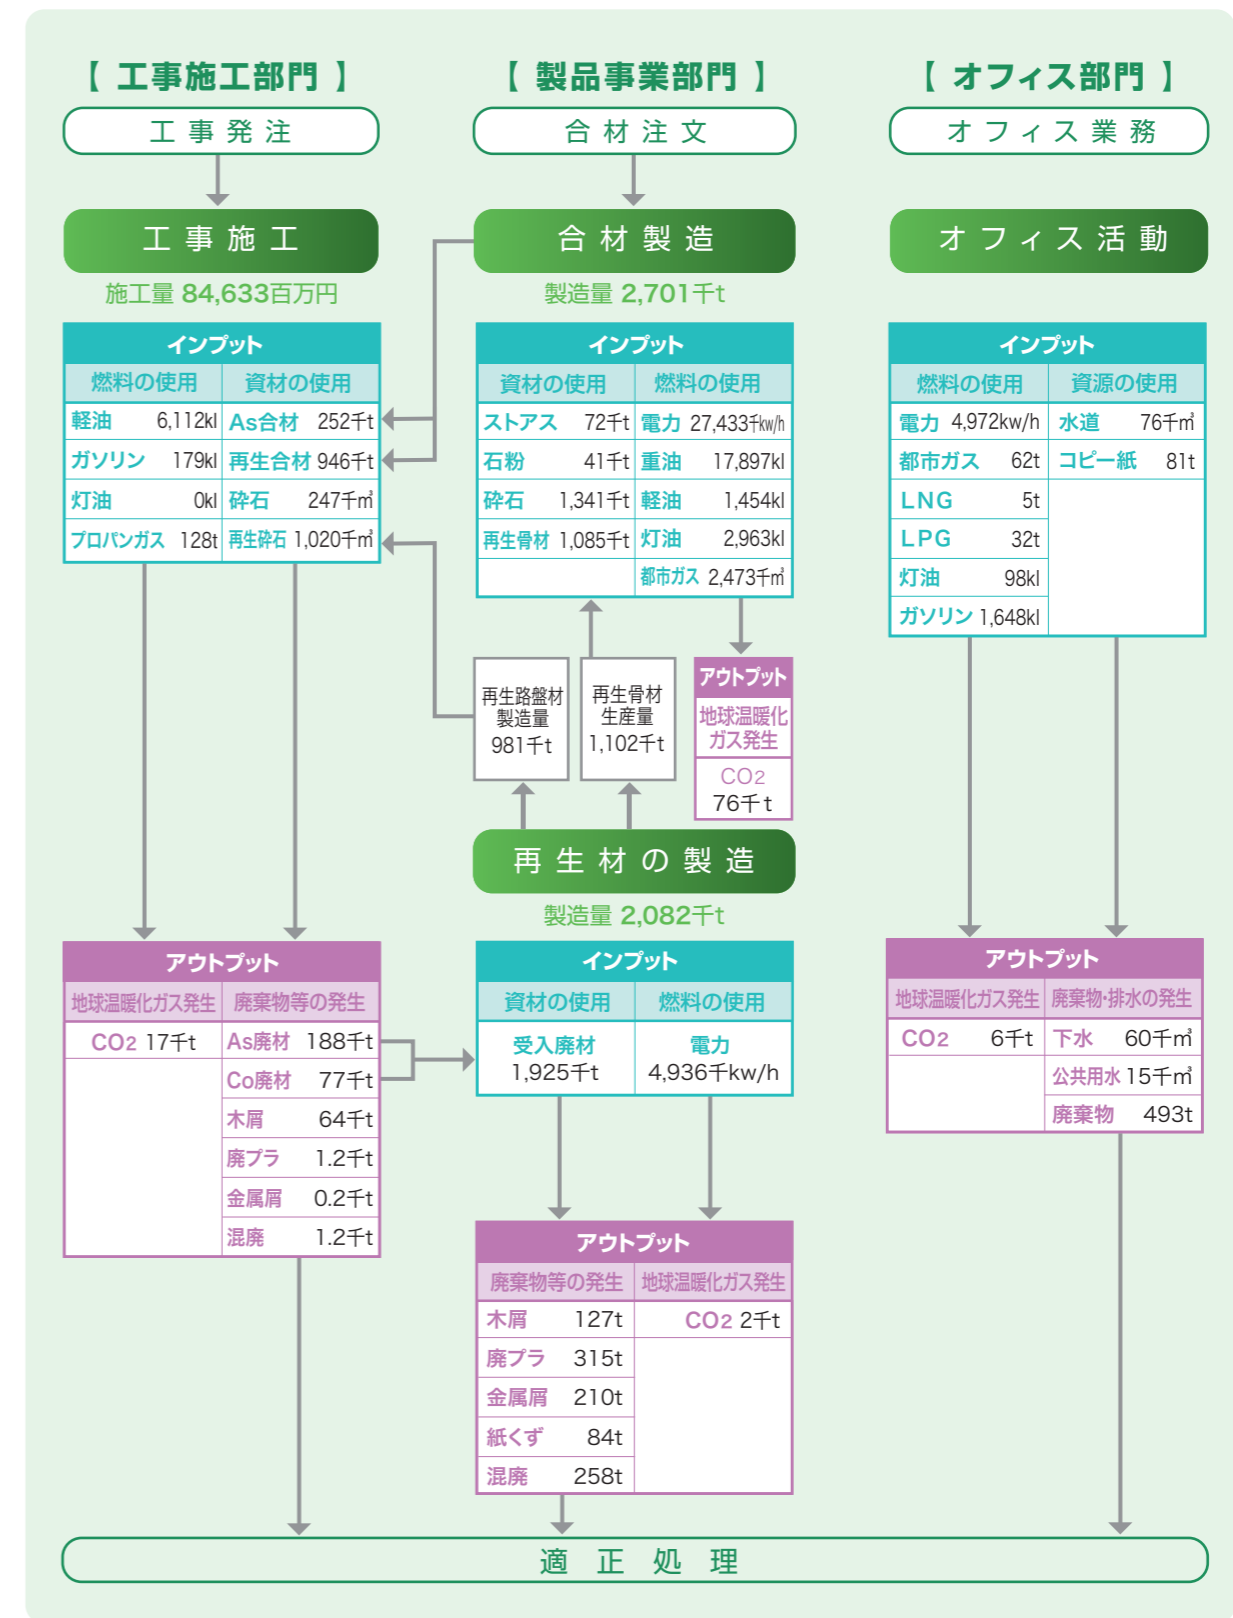 【 工事施工部門 】
工事発注
工事施工
施工量 84,633百万円
インプット
燃料の使用 資材の使用
軽油 6,112kl As合材 252千t
ガソリン 179kl 再生合材 946千t
灯油 0kl 砕石 247千㎥
プロパンガス 128t 再生砕石 1,020千㎥
アウトプット
地球温暖化ガス発生 廃棄物等の発生
CO2 17千t As廃材 188千t
Co廃材 77千t
木屑 64千t
廃プラ 1.2千t
金属屑 0.2千t
混廃 1.2千t
【 製品事業部門 】
合材注文
合材製造
製造量 2,701千t
インプット
資材の使用 燃料の使用
ストアス 72千t 電力 27,433千kw/h
石粉 41千t 重油 17,897kl
砕石 1,341千t 軽油 1,454kl
再生骨材 1,085千t 灯油 2,963kl
都市ガス 2,473千㎥
再生路盤材
製造量
981千t
再生骨材
生産量
1,102千t
アウトプット
地球温暖化
ガス発生
CO2
76千t
再生材の製造
製造量 2,082千t
インプット
資材の使用 燃料の使用
受入廃材 電力
1,925千t 4,936千kw/h
アウトプット
廃棄物等の発生 地球温暖化ガス発生
木屑 127t CO2 2千t
廃プラ 315t
金属屑 210t
紙くず 84t
混廃 258t
【 オフィス部門 】
オフィス業務
オフィス活動
インプット
燃料の使用 資源の使用
電力 4,972kw/h 水道 76千㎥
都市ガス 62t コピー紙 81t
LNG 5t
LPG 32t
灯油 98kl
ガソリン 1,648kl
アウトプット
地球温暖化ガス発生 廃棄物・排水の発生
CO2 6千t 下水 60千㎥
公共用水 15千㎥
廃棄物 493t
適正処理